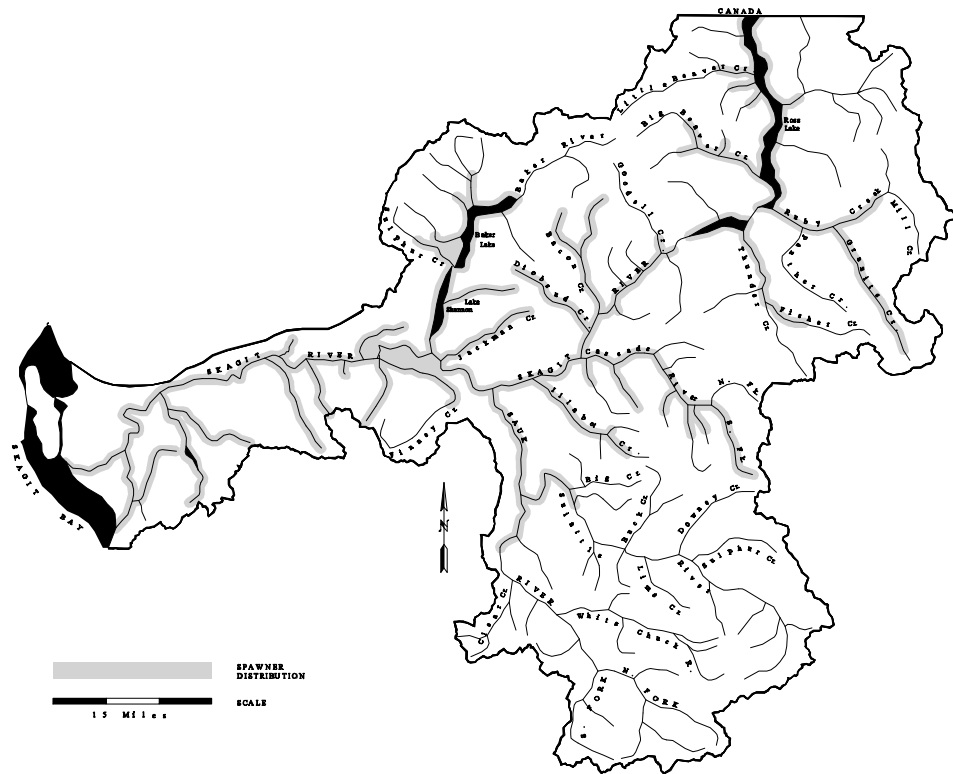 CANADA
Little Beaver Cr
Big Beaver Cr
Ross
Lake
Baker River
Goodell Cr.
Ruby Creek
Mill Cr
Sulphur Cr
Baker
Lake
Bacon Cr
RIVER
Granite Cr.
Thunder Cr
Diobsud Cr.
Lake
Shannon
Fisher Cr
Jackman Cr
SKAGIT RIVER
SKAGIT
Cascade River
N. Fk
S. Fk.
Illabot Cr.
SAUK
Finney Cr
SKAGIT BAY
N
Big Cr.
Buck Cr
Downey Cr.
Sulphur Cr
River
Lime Cr.
RIVER
Clear Cr
White Chuck R.
N. FORK
S. FORK
SPAWNER
DISTRIBUTION
SCALE
15 Miles